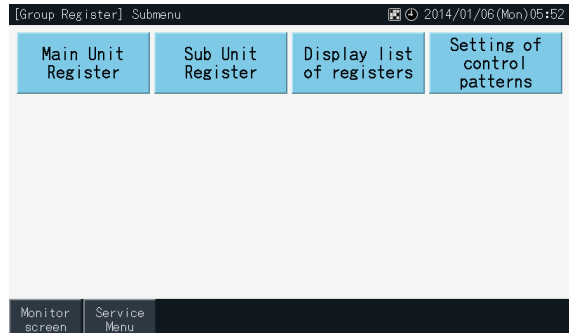 [Group Register] Submenu 2014/01/06(Mon)05:52
Main Unit
Register
Sub Unit
Register
Display list
of registers
Setting of
control
patterns
Monitor
screen
Service
Menu